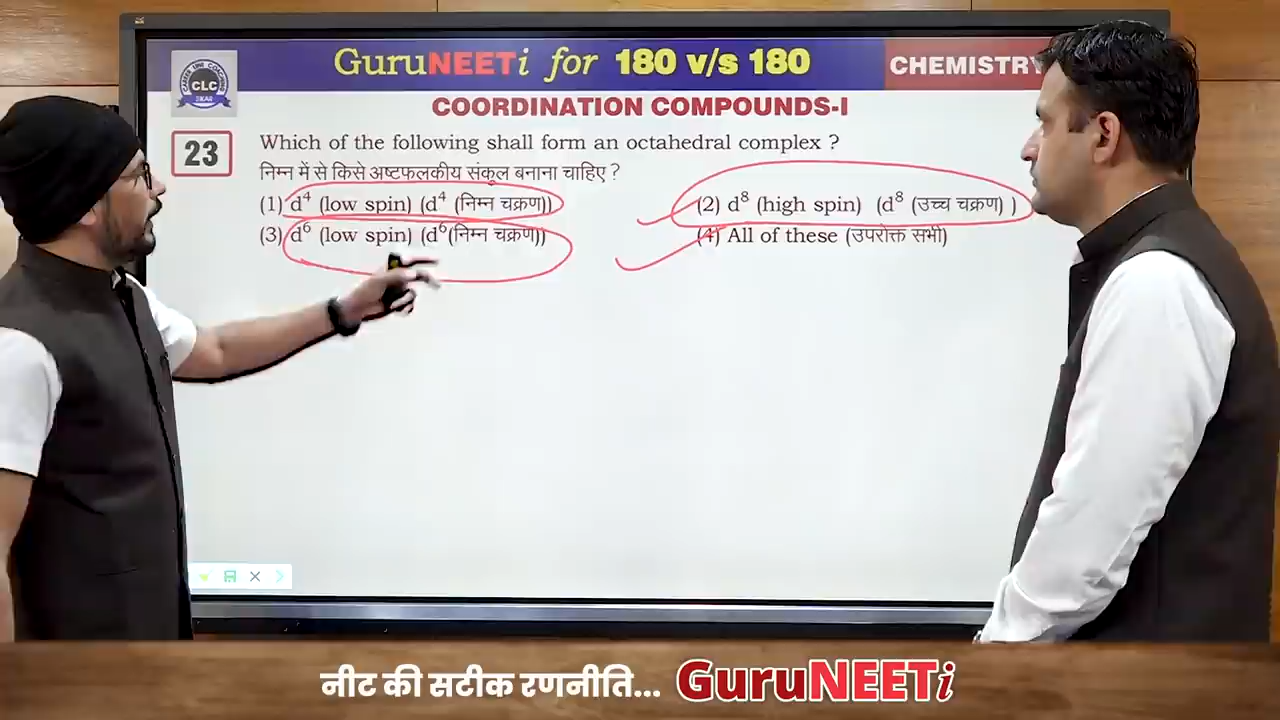 GuruNEETi for 180 v/s 180
CHEMISTRY
CLC
SIKAR
COORDINATION COMPOUNDS-I
23
Which of the following shall form an octahedral complex ?
निम्न में से किसे अष्टफलकीय संकुल बनाना चाहिए ?
(1) d⁴ (low spin) (d⁴ (निम्न चक्रण)) (2) d⁸ (high spin) (d⁸ (उच्च चक्रण) )
(3) d⁶ (low spin) (d⁶(निम्न चक्रण)) (4) All of these (उपरोक्त सभी)
नीट की सटीक रणनीति... GuruNEETi